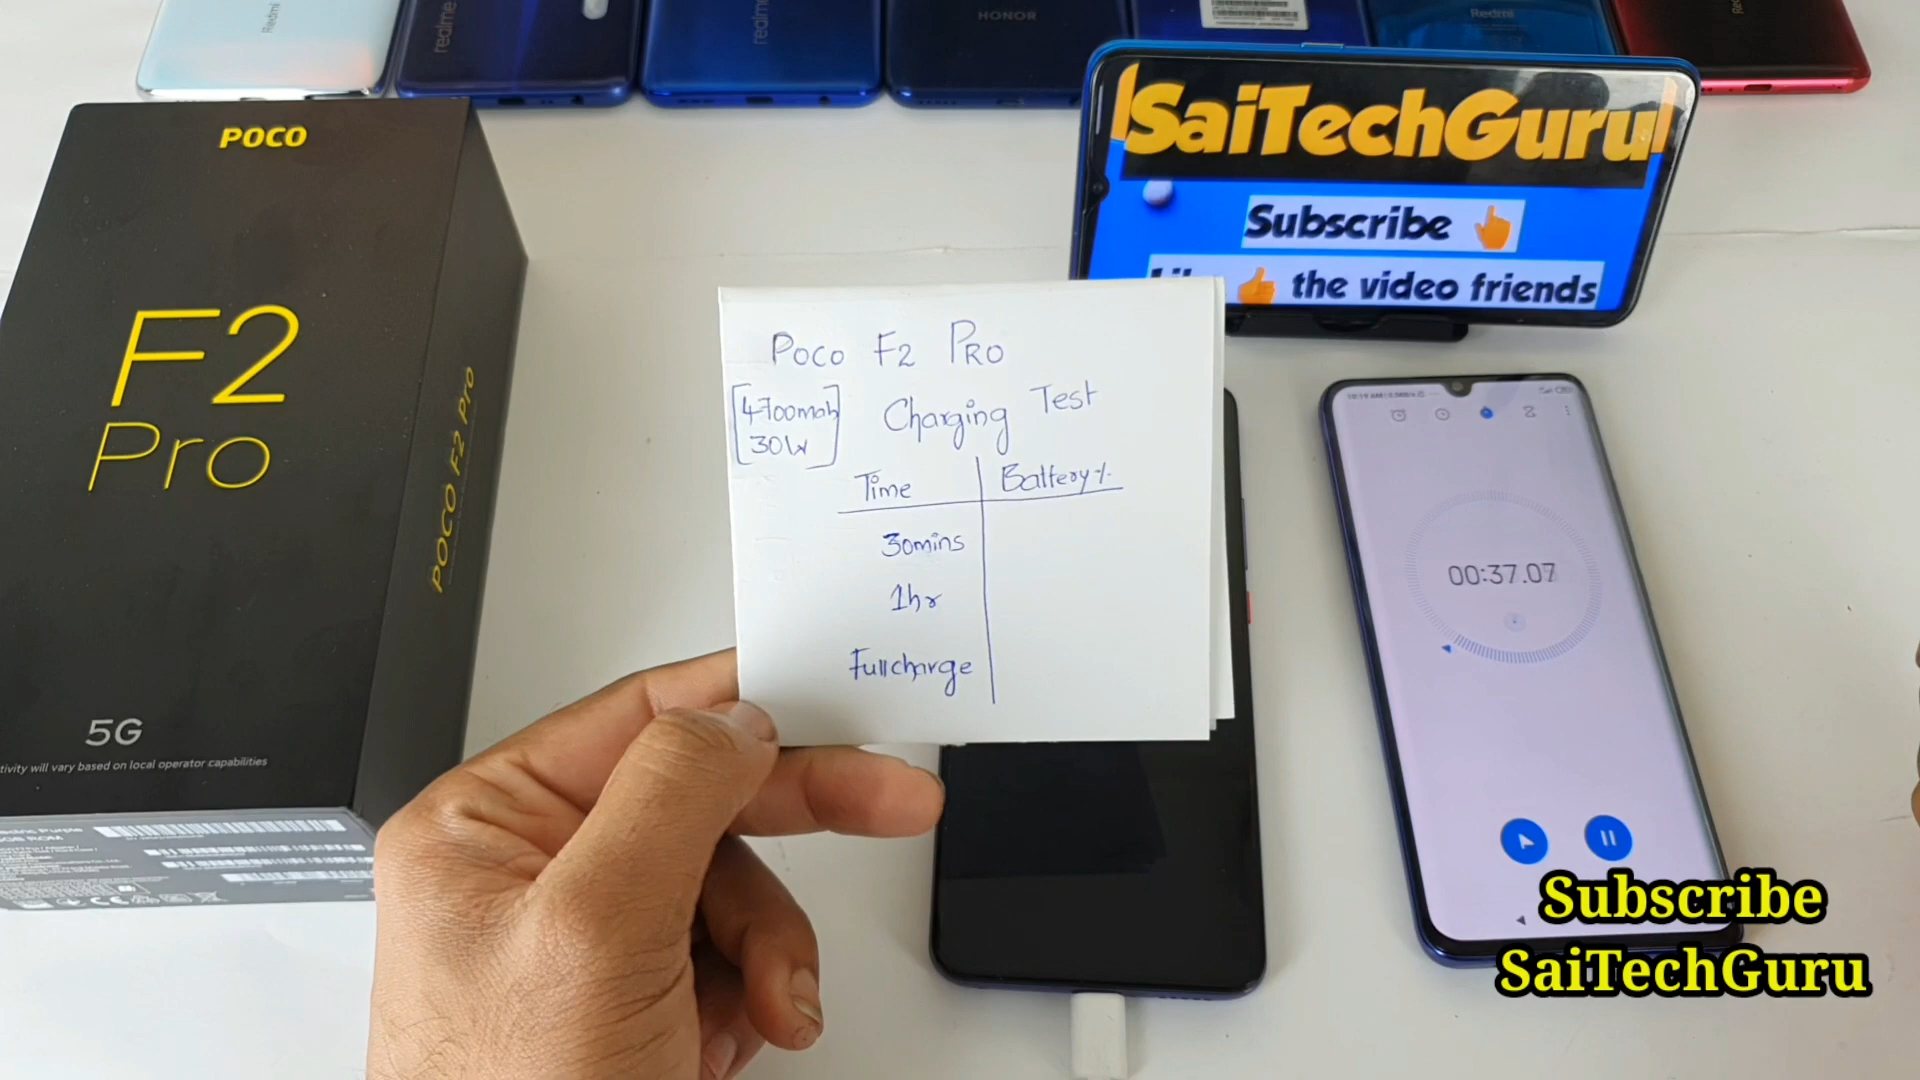 Redmi
realme
realme
HONOR
Redmi
POCO
F2
Pro
5G
tivity will vary based on local operator capabilities
POCO F2 Pro
SaiTechGuru
Subscribe 👆
👍 the video friends
POCO F2 PRO
[4700mah
30W]
Charging Test
Time Battery%
30mins
1hr
Fullcharge
00:37.07
Subscribe
SaiTechGuru